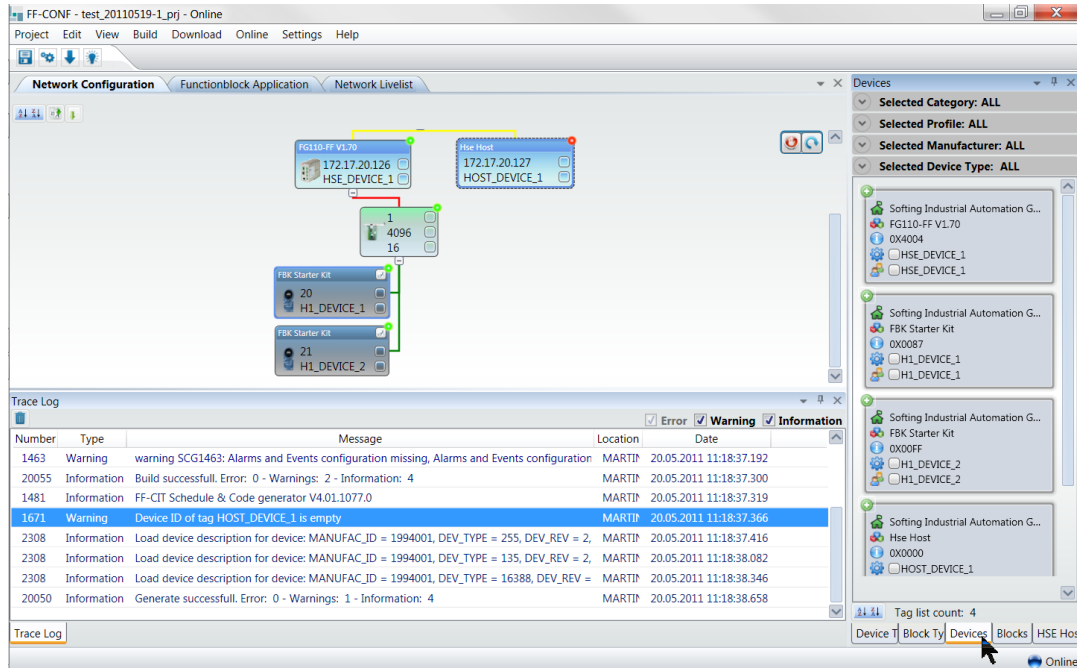 FF-CONF - test_20110519-1_prj - Online
Project Edit View Build Download Online Settings Help
Network Configuration Functionblock Application Network Livelist
FG110-FF V1.70
172.17.20.126
HSE_DEVICE_1
Hse Host
172.17.20.127
HOST_DEVICE_1
1
4096
16
FBK Starter Kit
20
H1_DEVICE_1
FBK Starter Kit
21
H1_DEVICE_2
Devices
Selected Category: ALL
Selected Profile: ALL
Selected Manufacturer: ALL
Selected Device Type: ALL
Softing Industrial Automation G...
FG110-FF V1.70
0X4004
HSE_DEVICE_1
HSE_DEVICE_1
Softing Industrial Automation G...
FBK Starter Kit
0X0087
H1_DEVICE_1
H1_DEVICE_1
Softing Industrial Automation G...
FBK Starter Kit
0X00FF
H1_DEVICE_2
H1_DEVICE_2
Softing Industrial Automation G...
Hse Host
0X0000
HOST_DEVICE_1
Tag list count: 4
Device T Block Ty Devices Blocks HSE Hos
Trace Log
Error Warning Information
Number Type Message Location Date
1463 Warning warning SCG1463: Alarms and Events configuration missing, Alarms and Events configuration MARTIN 20.05.2011 11:18:37.192
20055 Information Build successfull. Error: 0 - Warnings: 2 - Information: 4 MARTIN 20.05.2011 11:18:37.300
1481 Information FF-CIT Schedule & Code generator V4.01.1077.0 MARTIN 20.05.2011 11:18:37.319
1671 Warning Device ID of tag HOST_DEVICE_1 is empty MARTIN 20.05.2011 11:18:37.366
2308 Information Load device description for device: MANUFAC_ID = 1994001, DEV_TYPE = 255, DEV_REV = 2, MARTIN 20.05.2011 11:18:37.416
2308 Information Load device description for device: MANUFAC_ID = 1994001, DEV_TYPE = 135, DEV_REV = 2, MARTIN 20.05.2011 11:18:38.082
2308 Information Load device description for device: MANUFAC_ID = 1994001, DEV_TYPE = 16388, DEV_REV = MARTIN 20.05.2011 11:18:38.346
20050 Information Generate successfull. Error: 0 - Warnings: 1 - Information: 4 MARTIN 20.05.2011 11:18:38.658
Trace Log
Online